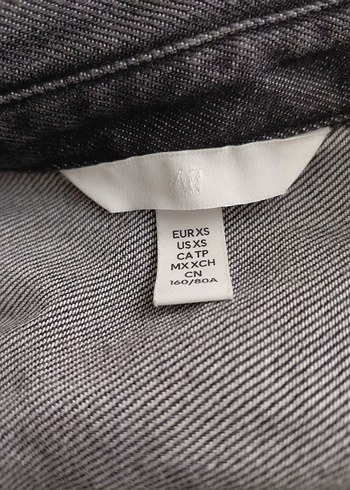 EUR XS
US XS
CA TP
MX XCH
CN
160/80A